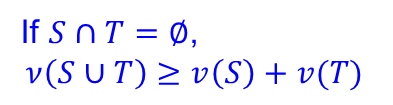 If 𝑆 ∩ 𝑇 = ∅,
𝜈(𝑆 ∪ 𝑇) ≥ 𝑣(𝑆) + 𝑣(𝑇)